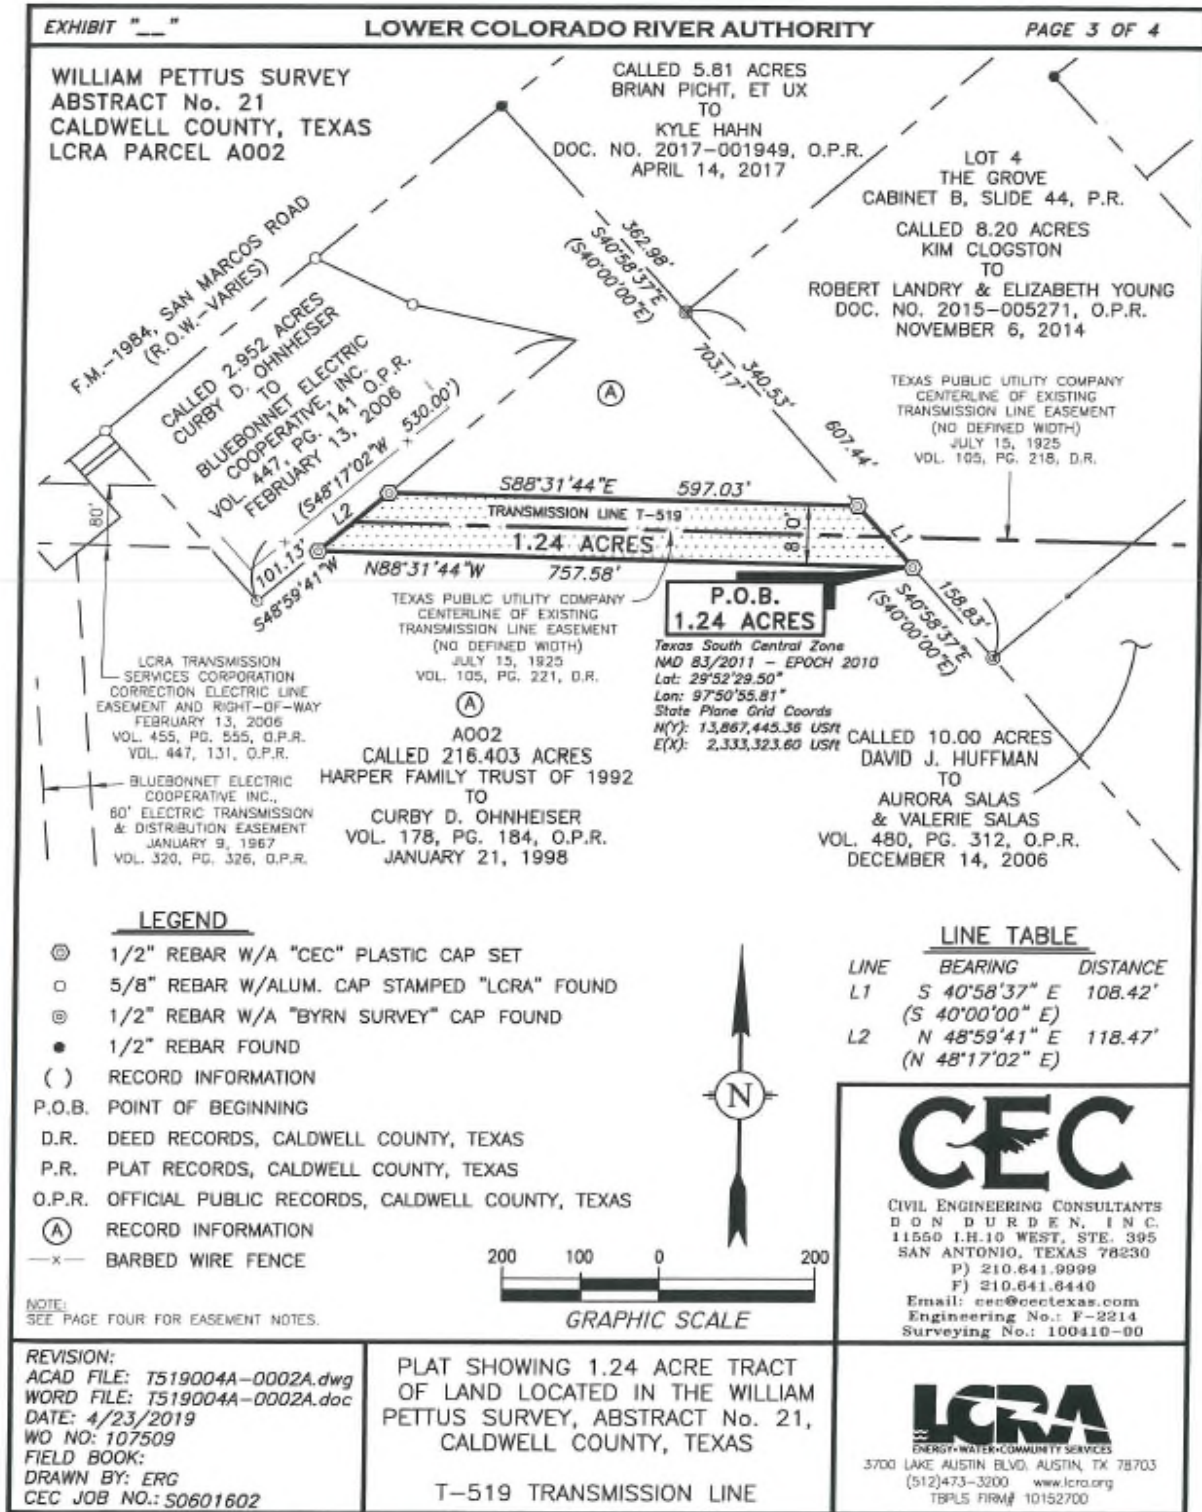 EXHIBIT "__"
LOWER COLORADO RIVER AUTHORITY
PAGE 3 OF 4
WILLIAM PETTUS SURVEY
ABSTRACT No. 21
CALDWELL COUNTY, TEXAS
LCRA PARCEL A002
CALLED 5.81 ACRES
BRIAN PICHT, ET UX
TO
KYLE HAHN
DOC. NO. 2017-001949, O.P.R.
APRIL 14, 2017
LOT 4
THE GROVE
CABINET B, SLIDE 44, P.R.
CALLED 8.20 ACRES
KIM CLOGSTON
TO
ROBERT LANDRY & ELIZABETH YOUNG
DOC. NO. 2015-005271, O.P.R.
NOVEMBER 6, 2014
F.M.-1984, SAN MARCOS ROAD
(R.O.W.-VARIES)
CALLED 2.952 ACRES
CURBY D. OHNHEISER
TO
BLUEBONNET ELECTRIC
COOPERATIVE, INC.
VOL. 447, PG. 141 O.P.R.
FEBRUARY 13, 2006
(S48°17'02"W × 530.00')
362.98'
S40°58'37"E
(S40°00'00"E)
703.17'
340.53'
607.44'
A
TEXAS PUBLIC UTILITY COMPANY
CENTERLINE OF EXISTING
TRANSMISSION LINE EASEMENT
(NO DEFINED WIDTH)
JULY 15, 1925
VOL. 105, PG. 218, D.R.
80'
L2
101.13'
S48°59'41"W
S88°31'44"E 597.03'
TRANSMISSION LINE T-519
1.24 ACRES
80'
L1
N88°31'44"W 757.58'
P.O.B.
1.24 ACRES
158.83'
S40°58'37"E
(S40°00'00"E)
TEXAS PUBLIC UTILITY COMPANY
CENTERLINE OF EXISTING
TRANSMISSION LINE EASEMENT
(NO DEFINED WIDTH)
JULY 15, 1925
VOL. 105, PG. 221, D.R.
Texas South Central Zone
NAD 83/2011 - EPOCH 2010
Lat: 29°52'29.50"
Lon: 97°50'55.81"
State Plane Grid Coords
N(Y): 13,867,445.36 USft
E(X): 2,333,323.60 USft
LCRA TRANSMISSION
SERVICES CORPORATION
CORRECTION ELECTRIC LINE
EASEMENT AND RIGHT-OF-WAY
FEBRUARY 13, 2006
VOL. 455, PG. 555, O.P.R.
VOL. 447, 131, O.P.R.
BLUEBONNET ELECTRIC
COOPERATIVE INC.,
60' ELECTRIC TRANSMISSION
& DISTRIBUTION EASEMENT
JANUARY 9, 1967
VOL. 320, PG. 326, O.P.R.
A
A002
CALLED 216.403 ACRES
HARPER FAMILY TRUST OF 1992
TO
CURBY D. OHNHEISER
VOL. 178, PG. 184, O.P.R.
JANUARY 21, 1998
CALLED 10.00 ACRES
DAVID J. HUFFMAN
TO
AURORA SALAS
& VALERIE SALAS
VOL. 480, PG. 312, O.P.R.
DECEMBER 14, 2006
LEGEND
1/2" REBAR W/A "CEC" PLASTIC CAP SET
5/8" REBAR W/ALUM. CAP STAMPED "LCRA" FOUND
1/2" REBAR W/A "BYRN SURVEY" CAP FOUND
1/2" REBAR FOUND
( ) RECORD INFORMATION
P.O.B. POINT OF BEGINNING
D.R. DEED RECORDS, CALDWELL COUNTY, TEXAS
P.R. PLAT RECORDS, CALDWELL COUNTY, TEXAS
O.P.R. OFFICIAL PUBLIC RECORDS, CALDWELL COUNTY, TEXAS
A RECORD INFORMATION
—x— BARBED WIRE FENCE
NOTE:
SEE PAGE FOUR FOR EASEMENT NOTES.
N
200 100 0 200
GRAPHIC SCALE
LINE TABLE
LINE BEARING DISTANCE
L1 S 40°58'37" E 108.42'
(S 40°00'00" E)
L2 N 48°59'41" E 118.47'
(N 48°17'02" E)
CEC
CIVIL ENGINEERING CONSULTANTS
DON DURDEN, INC.
11550 I.H.10 WEST, STE. 395
SAN ANTONIO, TEXAS 78230
P) 210.641.9999
F) 210.641.6440
Email: cec@cectexas.com
Engineering No.: F-2214
Surveying No.: 100410-00
REVISION:
ACAD FILE: T519004A-0002A.dwg
WORD FILE: T519004A-0002A.doc
DATE: 4/23/2019
WO NO: 107509
FIELD BOOK:
DRAWN BY: ERG
CEC JOB NO.: S0601602
PLAT SHOWING 1.24 ACRE TRACT
OF LAND LOCATED IN THE WILLIAM
PETTUS SURVEY, ABSTRACT No. 21,
CALDWELL COUNTY, TEXAS
T-519 TRANSMISSION LINE
LCRA
ENERGY•WATER•COMMUNITY SERVICES
3700 LAKE AUSTIN BLVD. AUSTIN, TX 78703
(512)473-3200 www.lcra.org
TBPLS FIRM# 10152700